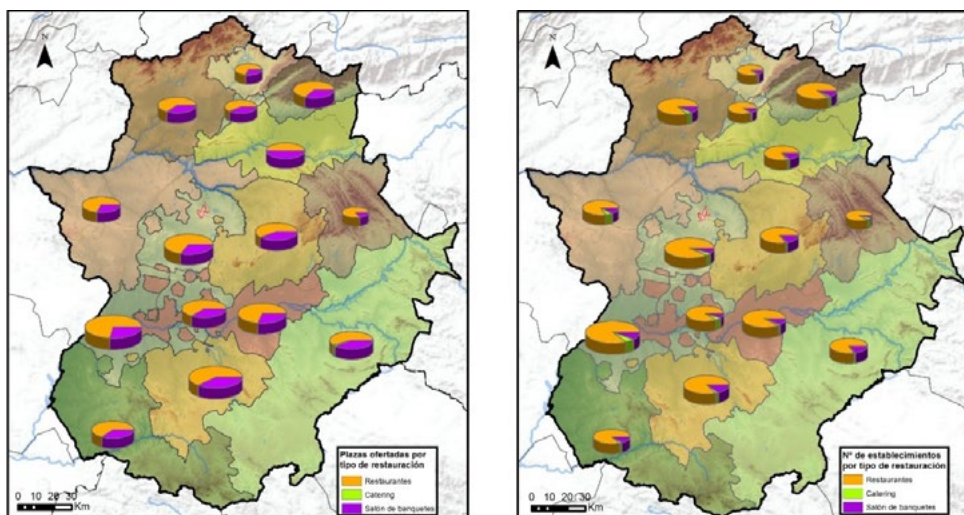 N
Plazas ofertadas por
tipo de restauración
Restaurantes
Catering
Salón de banquetes
0 10 20 30
Km
N
Nº de establecimientos
por tipo de restauración
Restaurantes
Catering
Salón de banquetes
0 10 20 30
Km